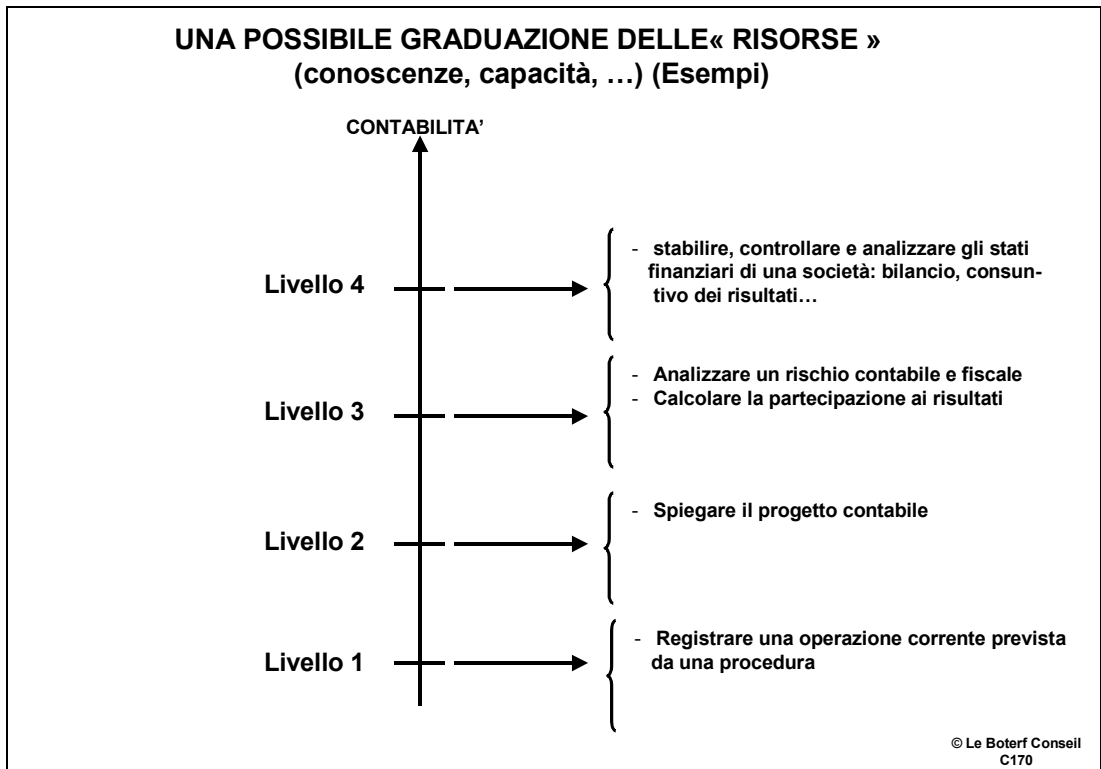 UNA POSSIBILE GRADUAZIONE DELLE« RISORSE »
(conoscenze, capacità, …) (Esempi)
CONTABILITA’
Livello 4
- stabilire, controllare e analizzare gli stati
finanziari di una società: bilancio, consun-
tivo dei risultati…
Livello 3
- Analizzare un rischio contabile e fiscale
- Calcolare la partecipazione ai risultati
Livello 2
- Spiegare il progetto contabile
Livello 1
- Registrare una operazione corrente prevista
da una procedura
© Le Boterf Conseil
C170